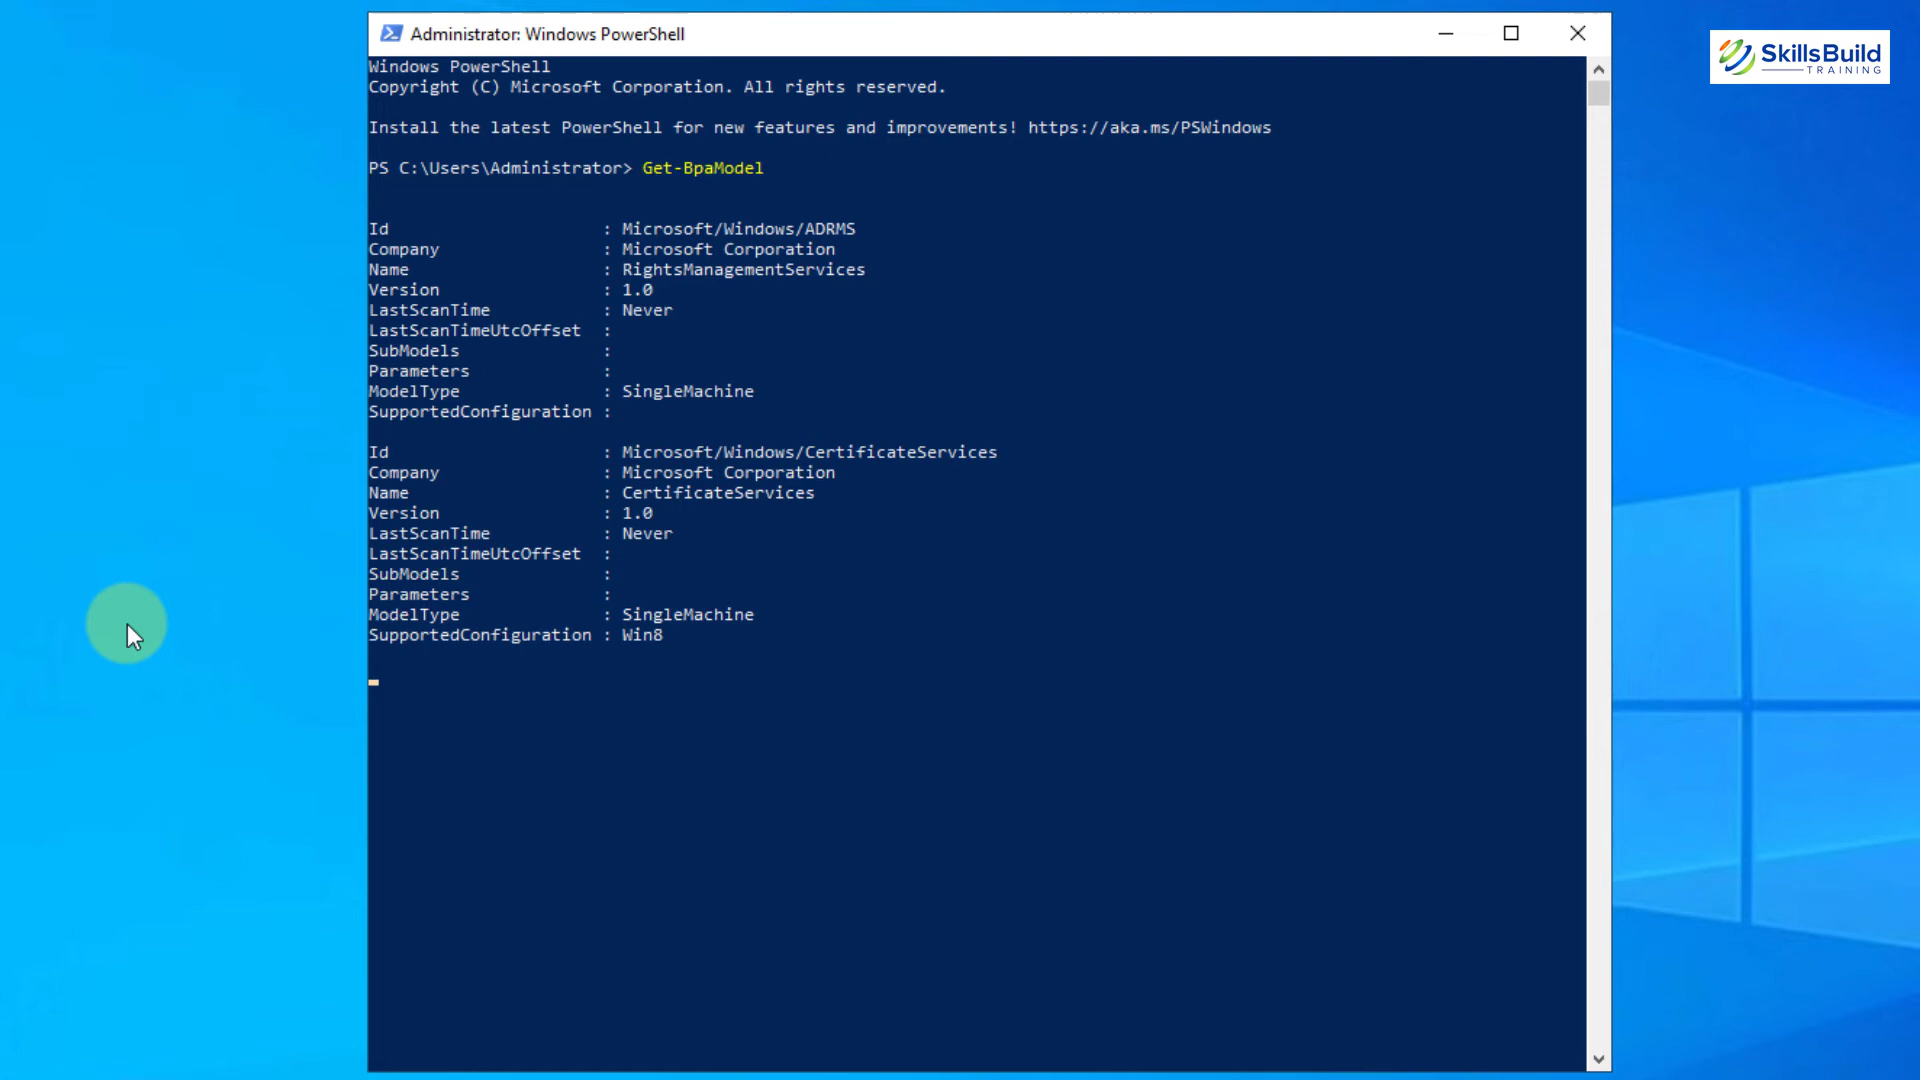 Administrator: Windows PowerShell
SkillsBuild
TRAINING
Windows PowerShell
Copyright (C) Microsoft Corporation. All rights reserved.
Install the latest PowerShell for new features and improvements! https://aka.ms/PSWindows
PS C:\Users\Administrator> Get-BpaModel
Id                       : Microsoft/Windows/ADRMS
Company                  : Microsoft Corporation
Name                     : RightsManagementServices
Version                  : 1.0
LastScanTime             : Never
LastScanTimeUtcOffset    :
SubModels                :
Parameters               :
ModelType                : SingleMachine
SupportedConfiguration   :
Id                       : Microsoft/Windows/CertificateServices
Company                  : Microsoft Corporation
Name                     : CertificateServices
Version                  : 1.0
LastScanTime             : Never
LastScanTimeUtcOffset    :
SubModels                :
Parameters               :
ModelType                : SingleMachine
SupportedConfiguration   : Win8